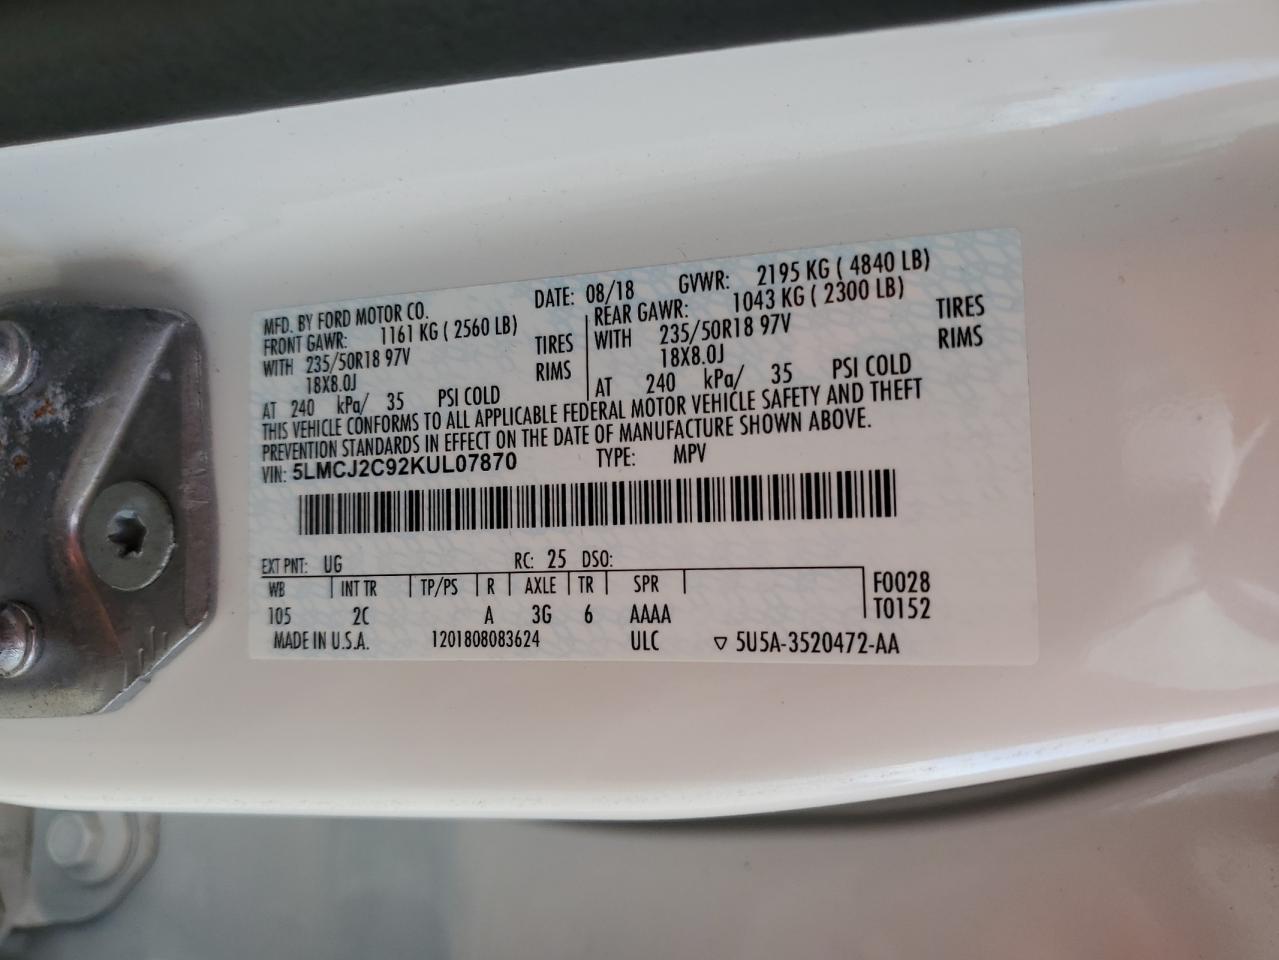 MFD. BY FORD MOTOR CO. DATE: 08/18 GVWR: 2195 KG ( 4840 LB)
FRONT GAWR: 1161 KG ( 2560 LB) REAR GAWR: 1043 KG ( 2300 LB)
WITH 235/50R18 97V TIRES WITH 235/50R18 97V TIRES
18X8.0J RIMS 18X8.0J RIMS
AT 240 kPa/ 35 PSI COLD AT 240 kPa/ 35 PSI COLD
THIS VEHICLE CONFORMS TO ALL APPLICABLE FEDERAL MOTOR VEHICLE SAFETY AND THEFT
PREVENTION STANDARDS IN EFFECT ON THE DATE OF MANUFACTURE SHOWN ABOVE.
VIN: 5LMCJ2C92KUL07870 TYPE: MPV
EXT PNT: UG RC: 25 DSO:
WB INT TR TP/PS R AXLE TR SPR F0028
105 2C A 3G 6 AAAA T0152
MADE IN U.S.A. 1201808083624 ULC ▽ 5U5A-3520472-AA